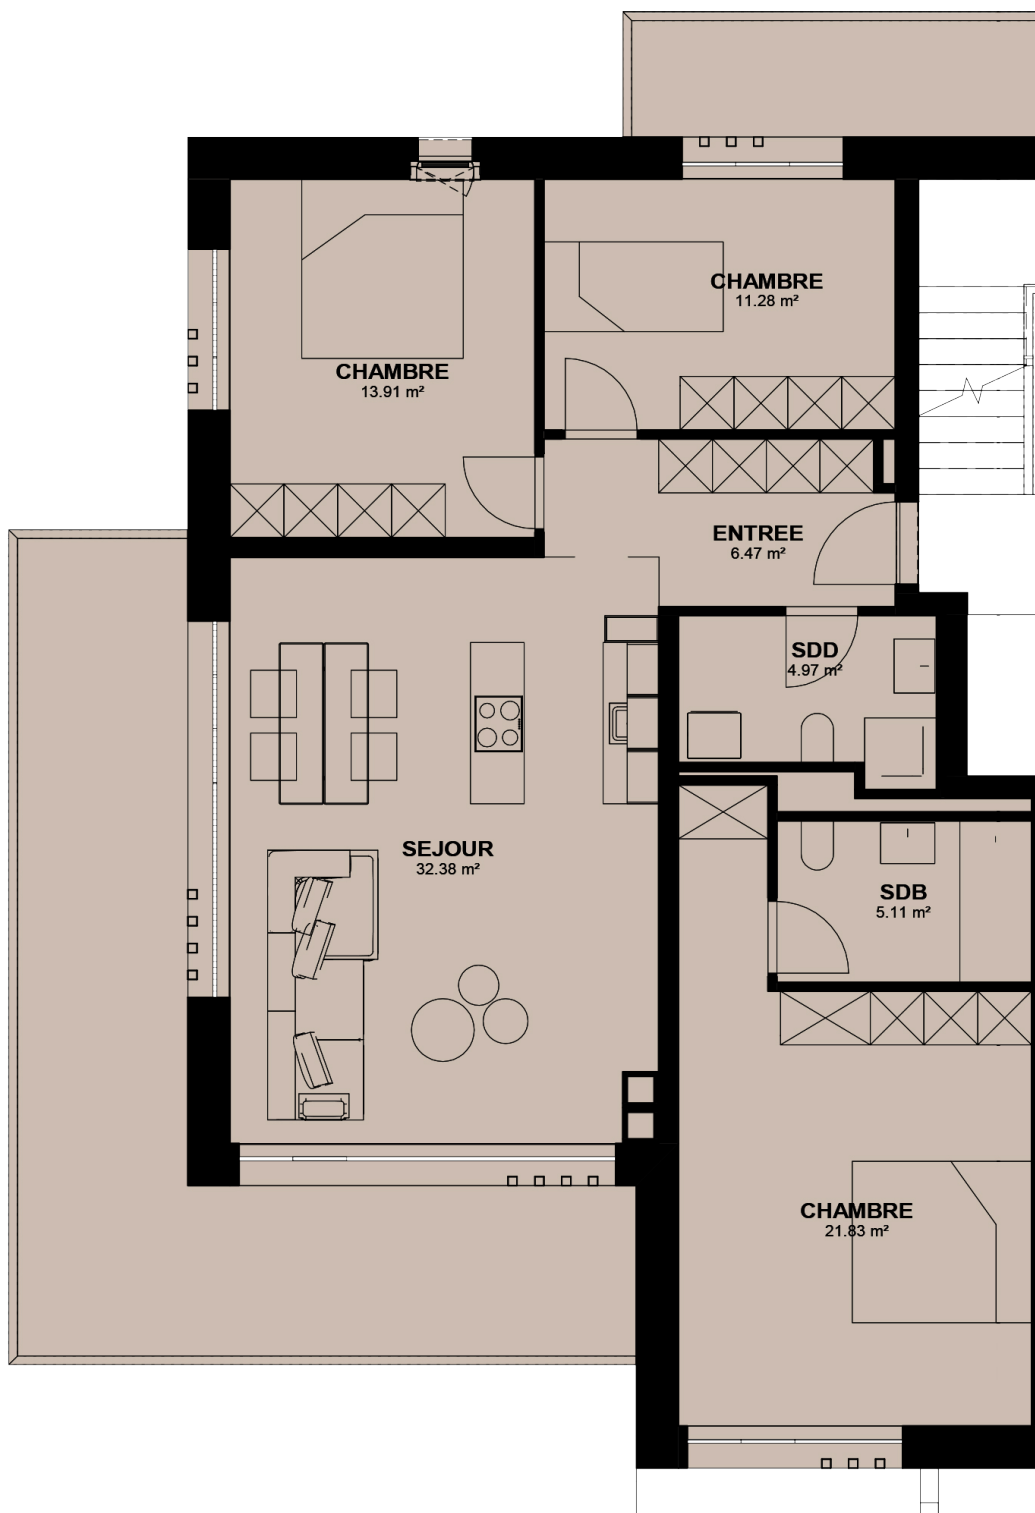 CHAMBRE
11.28 m²
CHAMBRE
13.91 m²
ENTREE
6.47 m²
SDD
4.97 m²
SEJOUR
32.38 m²
SDB
5.11 m²
CHAMBRE
21.83 m²